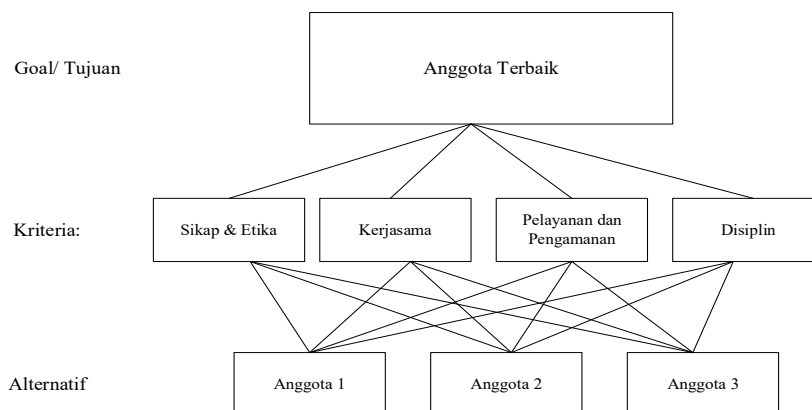 Goal/ Tujuan
Anggota Terbaik
Kriteria:
Sikap & Etika
Kerjasama
Pelayanan dan
Pengamanan
Disiplin
Alternatif
Anggota 1
Anggota 2
Anggota 3